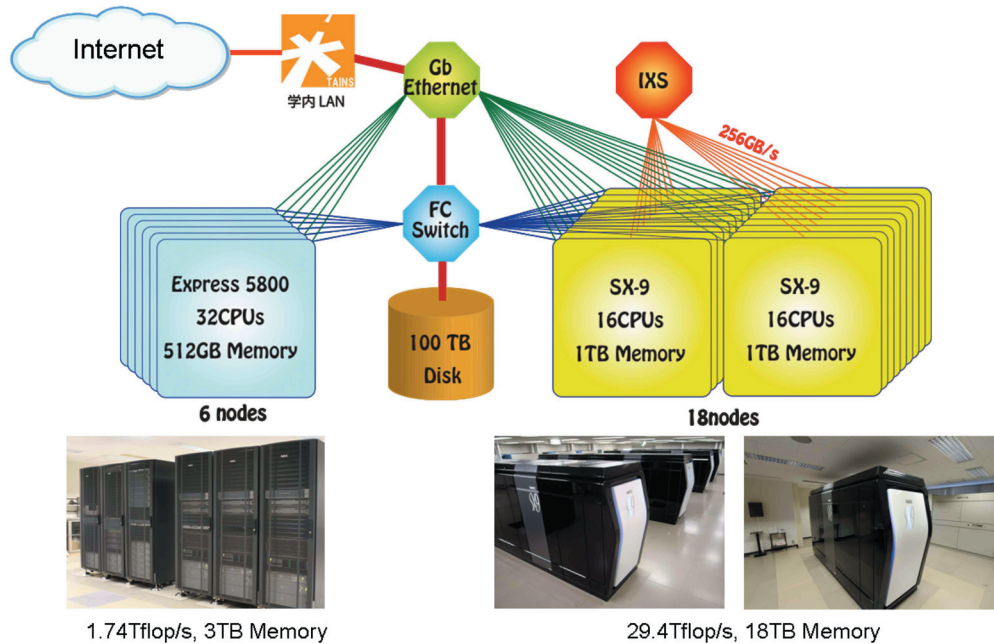 Internet
TAINS
学内 LAN
Gb
Ethernet
IXS
256GB/s
FC
Switch
Express 5800
32CPUs
512GB Memory
6 nodes
100 TB
Disk
SX-9
16CPUs
1TB Memory
SX-9
16CPUs
1TB Memory
18nodes
1.74Tflop/s, 3TB Memory
29.4Tflop/s, 18TB Memory